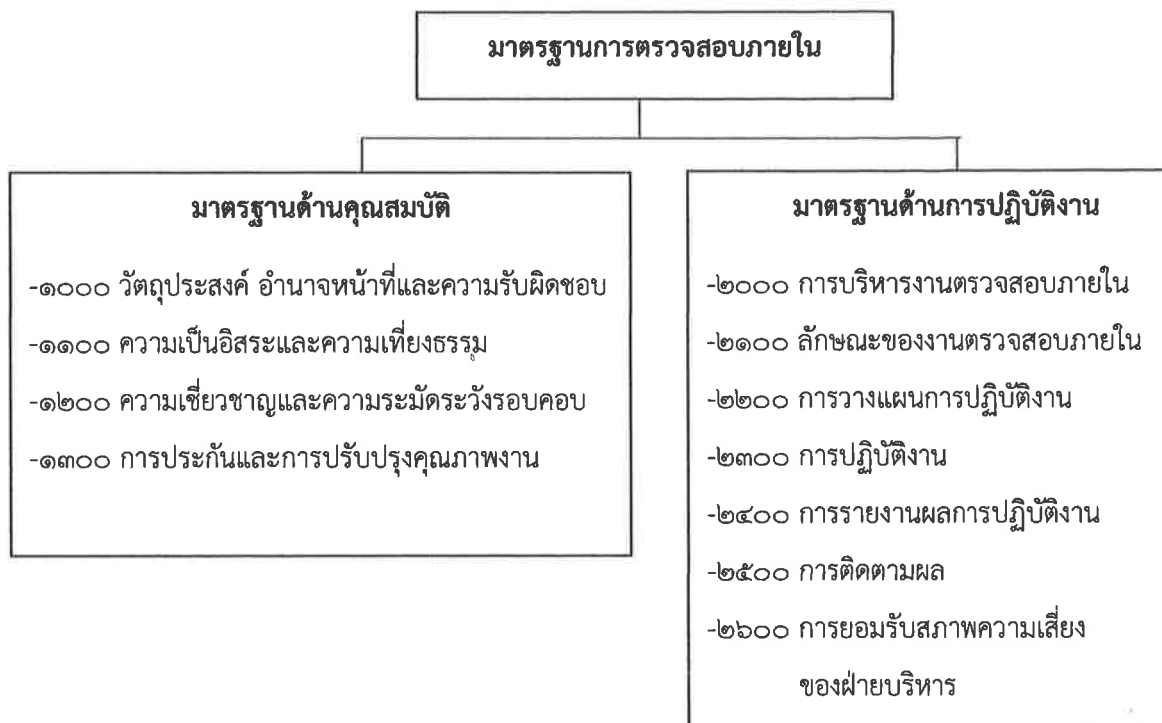 มาตรฐานการตรวจสอบภายใน
มาตรฐานด้านคุณสมบัติ
-๑๐๐๐ วัตถุประสงค์ อำนาจหน้าที่และความรับผิดชอบ
-๑๑๐๐ ความเป็นอิสระและความเที่ยงธรรม
-๑๒๐๐ ความเชี่ยวชาญและความระมัดระวังรอบคอบ
-๑๓๐๐ การประกันและการปรับปรุงคุณภาพงาน
มาตรฐานด้านการปฏิบัติงาน
-๒๐๐๐ การบริหารงานตรวจสอบภายใน
-๒๑๐๐ ลักษณะของงานตรวจสอบภายใน
-๒๒๐๐ การวางแผนการปฏิบัติงาน
-๒๓๐๐ การปฏิบัติงาน
-๒๔๐๐ การรายงานผลการปฏิบัติงาน
-๒๕๐๐ การติดตามผล
-๒๖๐๐ การยอมรับสภาพความเสี่ยง
ของฝ่ายบริหาร